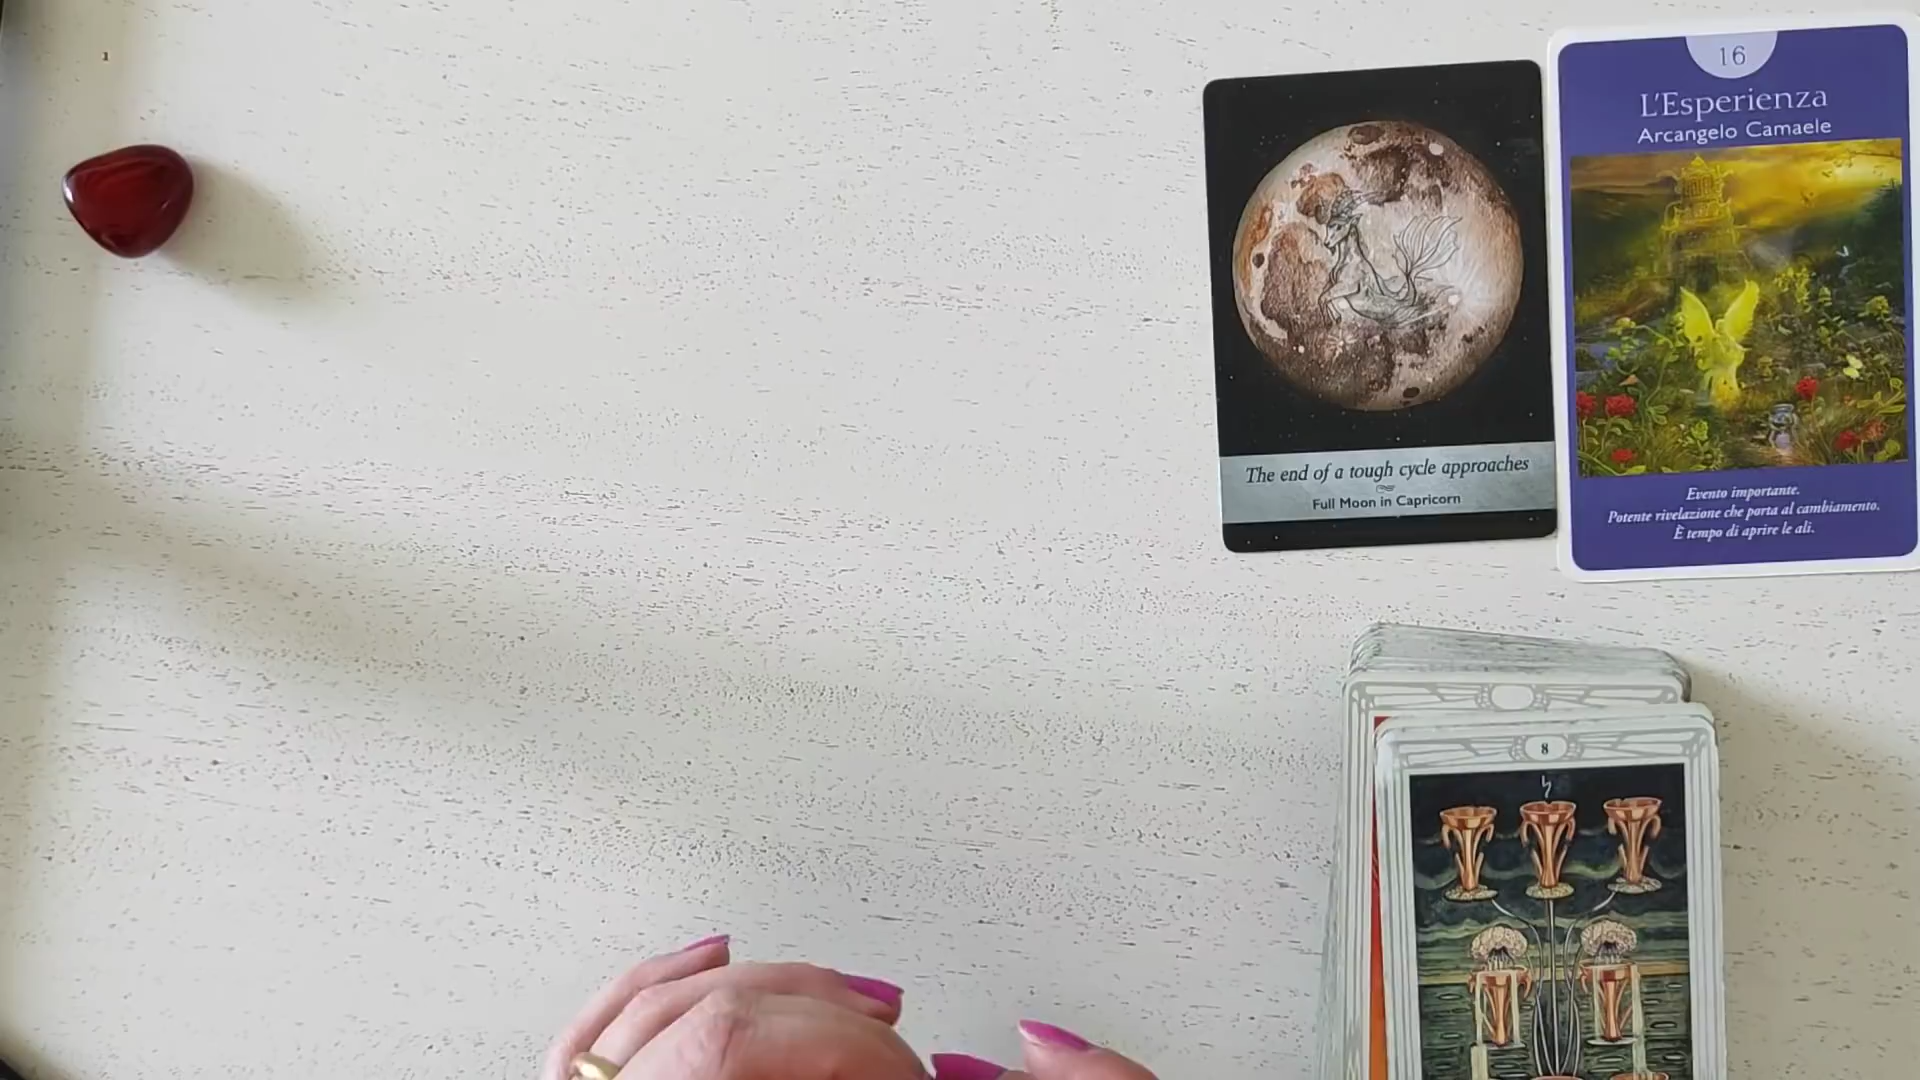 The end of a tough cycle approaches
Full Moon in Capricorn
16
L'Esperienza
Arcangelo Camaele
Evento importante.
Potente rivelazione che porta al cambiamento.
È tempo di aprire le ali.
8